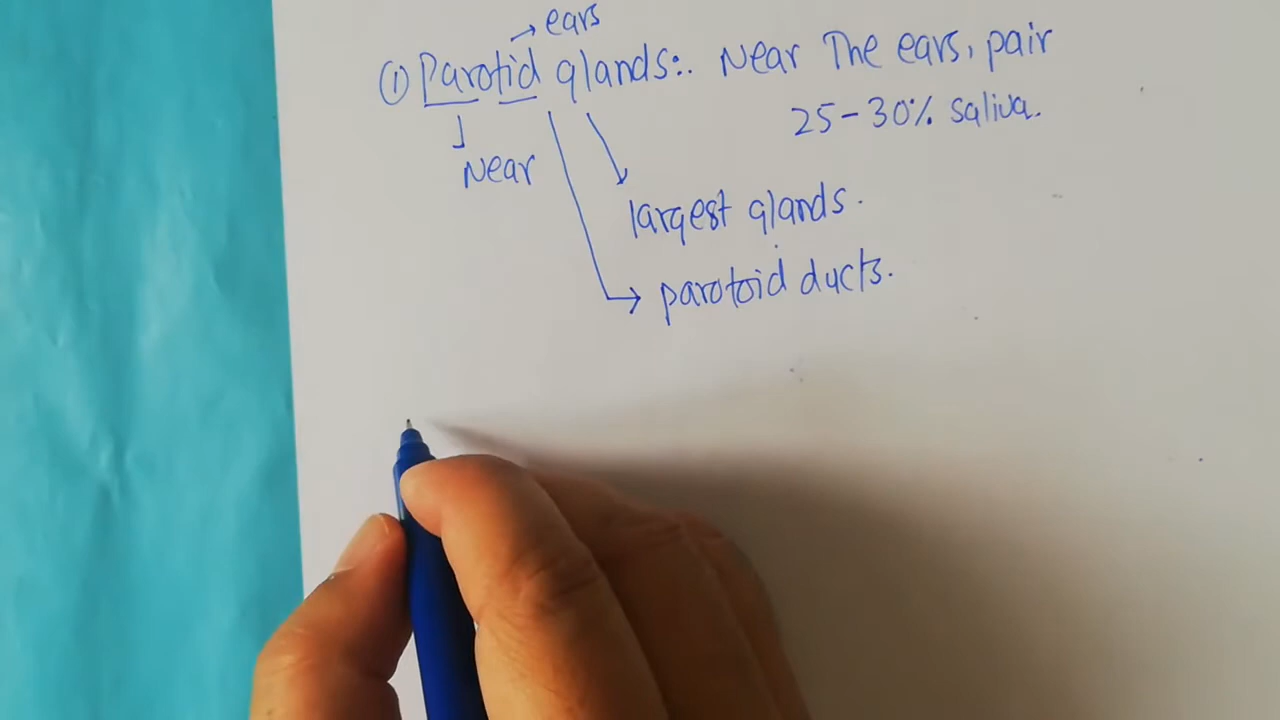 → ears
① Parotid glands:. Near The ears, pair
25-30% saliva.
Near
largest glands.
parotoid ducts.